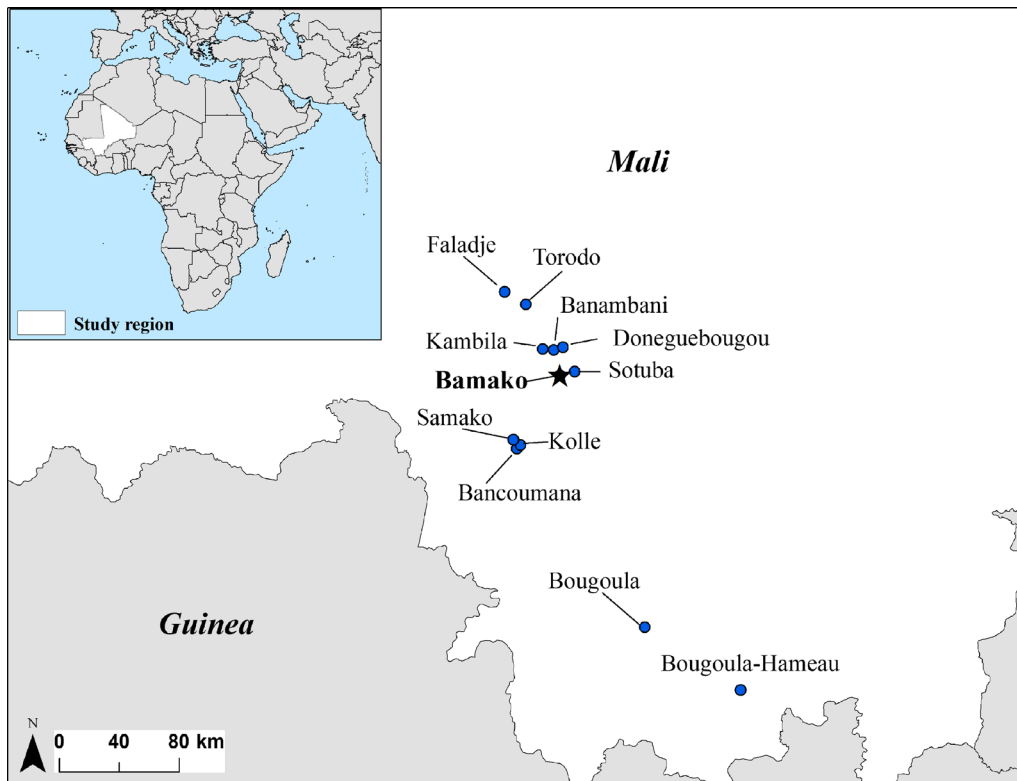 Mali
Study region
Faladje
Torodo
Banambani
Kambila
Doneguebougou
Sotuba
Bamako
Samako
Kolle
Bancoumana
Bougoula
Guinea
Bougoula-Hameau
N
0 40 80 km